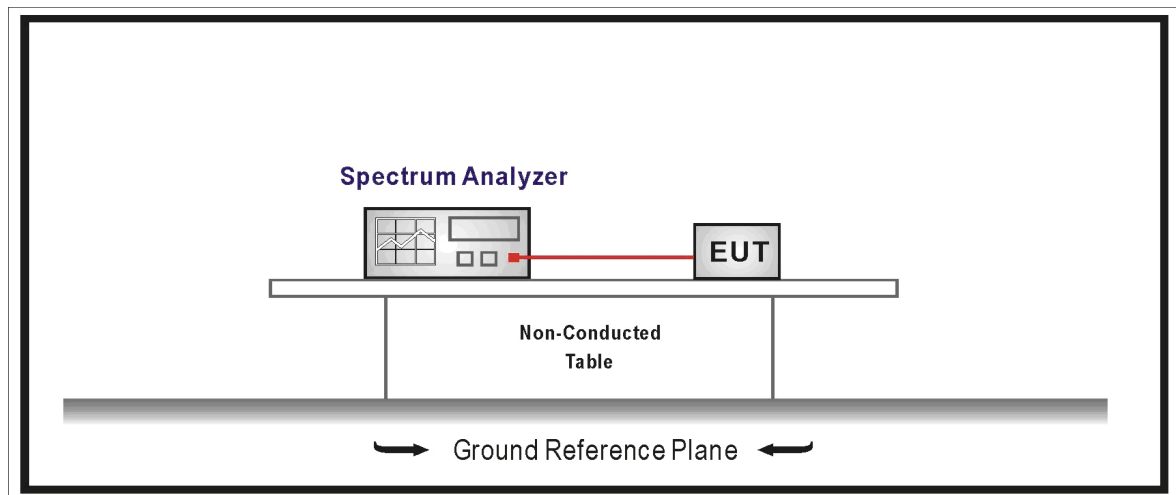 Spectrum Analyzer
EUT
Non-Conducted
Table
Ground Reference Plane